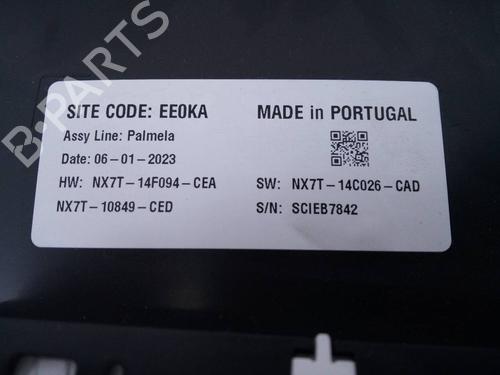 SITE CODE: EE0KA MADE in PORTUGAL
Assy Line: Palmela
Date: 06-01-2023
HW: NX7T-14F094-CEA SW: NX7T-14C026-CAD
NX7T-10849-CED S/N: SCIEB7842
B-PARTS